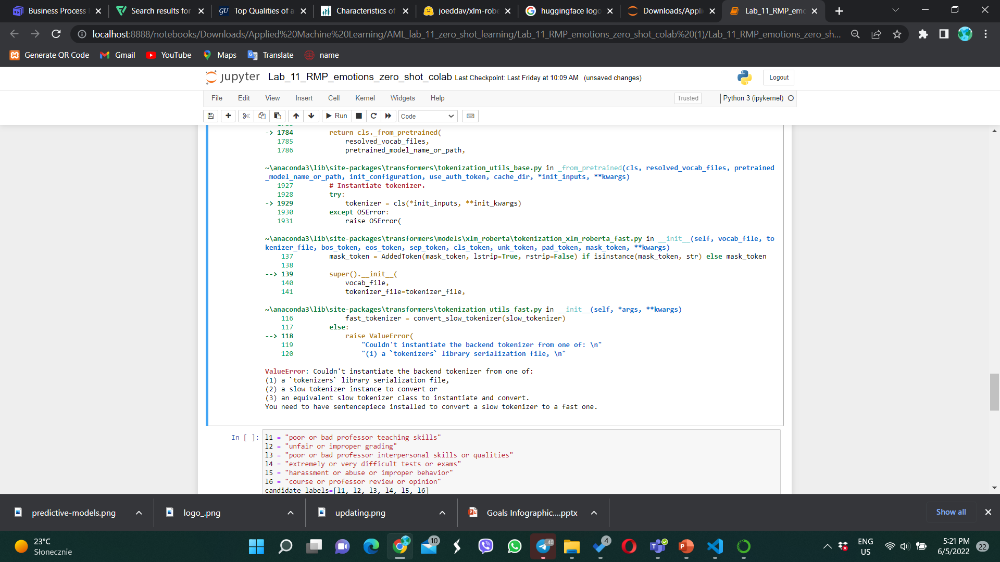 Business Process
Search results for
GU Top Qualities of a
Characteristics of
joeddav/xlm-robe
huggingface logo
Downloads/Appli
Lab_11_RMP_emo
localhost:8888/notebooks/Downloads/Applied%20Machine%20Learning/AML_lab_11_zero_shot_learning/Lab_11_RMP_emotions_zero_shot_colab%20(1)/Lab_11_RMP_emotions_zero_sh...
Generate QR Code Gmail YouTube Maps Translate name
jupyter Lab_11_RMP_emotions_zero_shot_colab Last Checkpoint: Last Friday at 10:09 AM (unsaved changes) Logout
File Edit View Insert Cell Kernel Widgets Help Trusted Python 3 (ipykernel)
Run Code
-> 1784 return cls._from_pretrained(
1785 resolved_vocab_files,
1786 pretrained_model_name_or_path,
~\anaconda3\lib\site-packages\transformers\tokenization_utils_base.py in _from_pretrained(cls, resolved_vocab_files, pretrained
_model_name_or_path, init_configuration, use_auth_token, cache_dir, *init_inputs, **kwargs)
1927 # Instantiate tokenizer.
1928 try:
-> 1929 tokenizer = cls(*init_inputs, **init_kwargs)
1930 except OSError:
1931 raise OSError(
~\anaconda3\lib\site-packages\transformers\models\xlm_roberta\tokenization_xlm_roberta_fast.py in __init__(self, vocab_file, to
kenizer_file, bos_token, eos_token, sep_token, cls_token, unk_token, pad_token, mask_token, **kwargs)
137 mask_token = AddedToken(mask_token, lstrip=True, rstrip=False) if isinstance(mask_token, str) else mask_token
138
--> 139 super().__init__(
140 vocab_file,
141 tokenizer_file=tokenizer_file,
~\anaconda3\lib\site-packages\transformers\tokenization_utils_fast.py in __init__(self, *args, **kwargs)
116 fast_tokenizer = convert_slow_tokenizer(slow_tokenizer)
117 else:
--> 118 raise ValueError(
119 "Couldn't instantiate the backend tokenizer from one of: \n"
120 "(1) a `tokenizers` library serialization file, \n"
ValueError: Couldn't instantiate the backend tokenizer from one of:
(1) a `tokenizers` library serialization file,
(2) a slow tokenizer instance to convert or
(3) an equivalent slow tokenizer class to instantiate and convert.
You need to have sentencepiece installed to convert a slow tokenizer to a fast one.
In [ ]: l1 = "poor or bad professor teaching skills"
l2 = "unfair or improper grading"
l3 = "poor or bad professor interpersonal skills or qualities"
l4 = "extremely or very difficult tests or exams"
l5 = "harassment or abuse or improper behavior"
l6 = "course or professor review or opinion"
candidate_labels=[l1, l2, l3, l4, l5, l6]
predictive-models.png
logo_.png
updating.png
Goals Infographic....pptx
Show all
23°C
Słonecznie
10
40
4
ENG
US
5:21 PM
6/5/2022
22